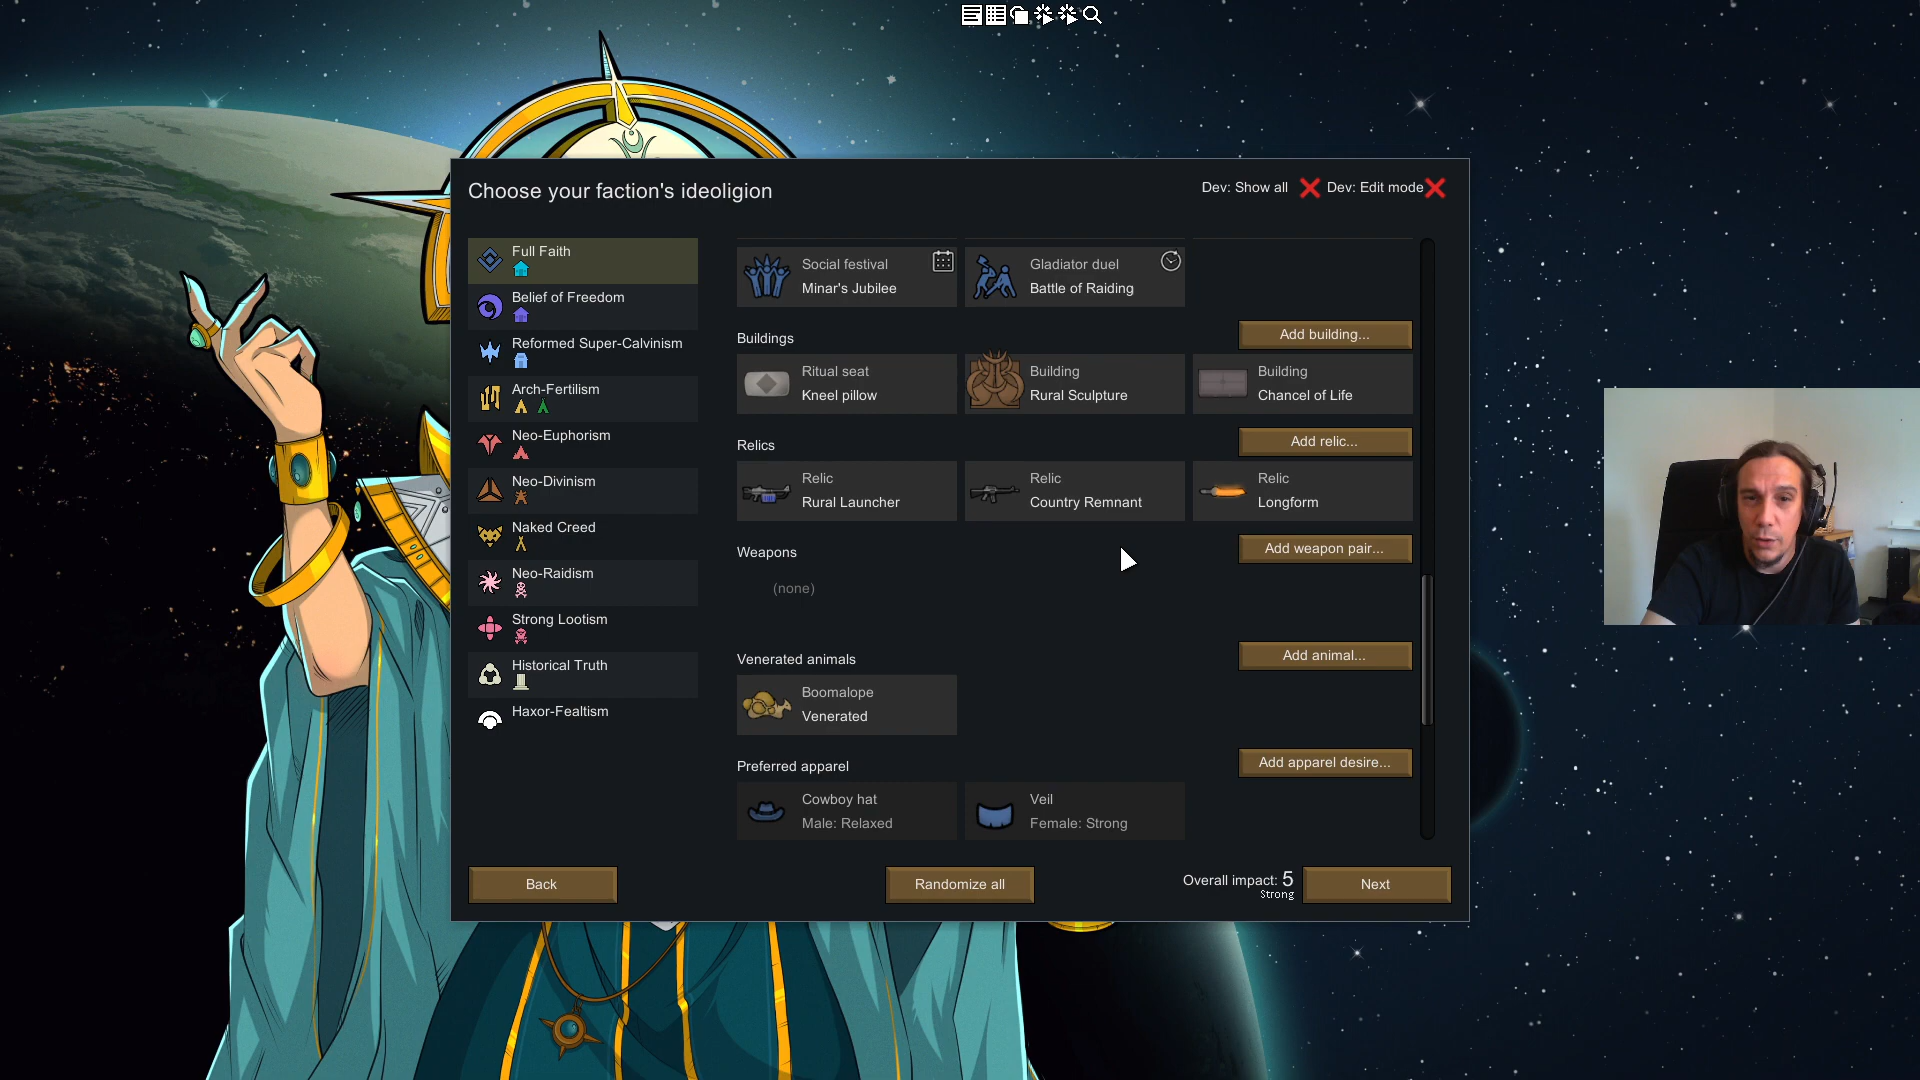 Choose your faction's ideoligion
Dev: Show all
Dev: Edit mode
Full Faith
Belief of Freedom
Reformed Super-Calvinism
Arch-Fertilism
Neo-Euphorism
Neo-Divinism
Naked Creed
Neo-Raidism
Strong Lootism
Historical Truth
Haxor-Fealtism
Social festival
Minar's Jubilee
Gladiator duel
Battle of Raiding
Buildings
Add building...
Ritual seat
Kneel pillow
Building
Rural Sculpture
Building
Chancel of Life
Relics
Add relic...
Relic
Rural Launcher
Relic
Country Remnant
Relic
Longform
Weapons
Add weapon pair...
(none)
Venerated animals
Add animal...
Boomalope
Venerated
Preferred apparel
Add apparel desire...
Cowboy hat
Male: Relaxed
Veil
Female: Strong
Back
Randomize all
Overall impact: 5
Strong
Next